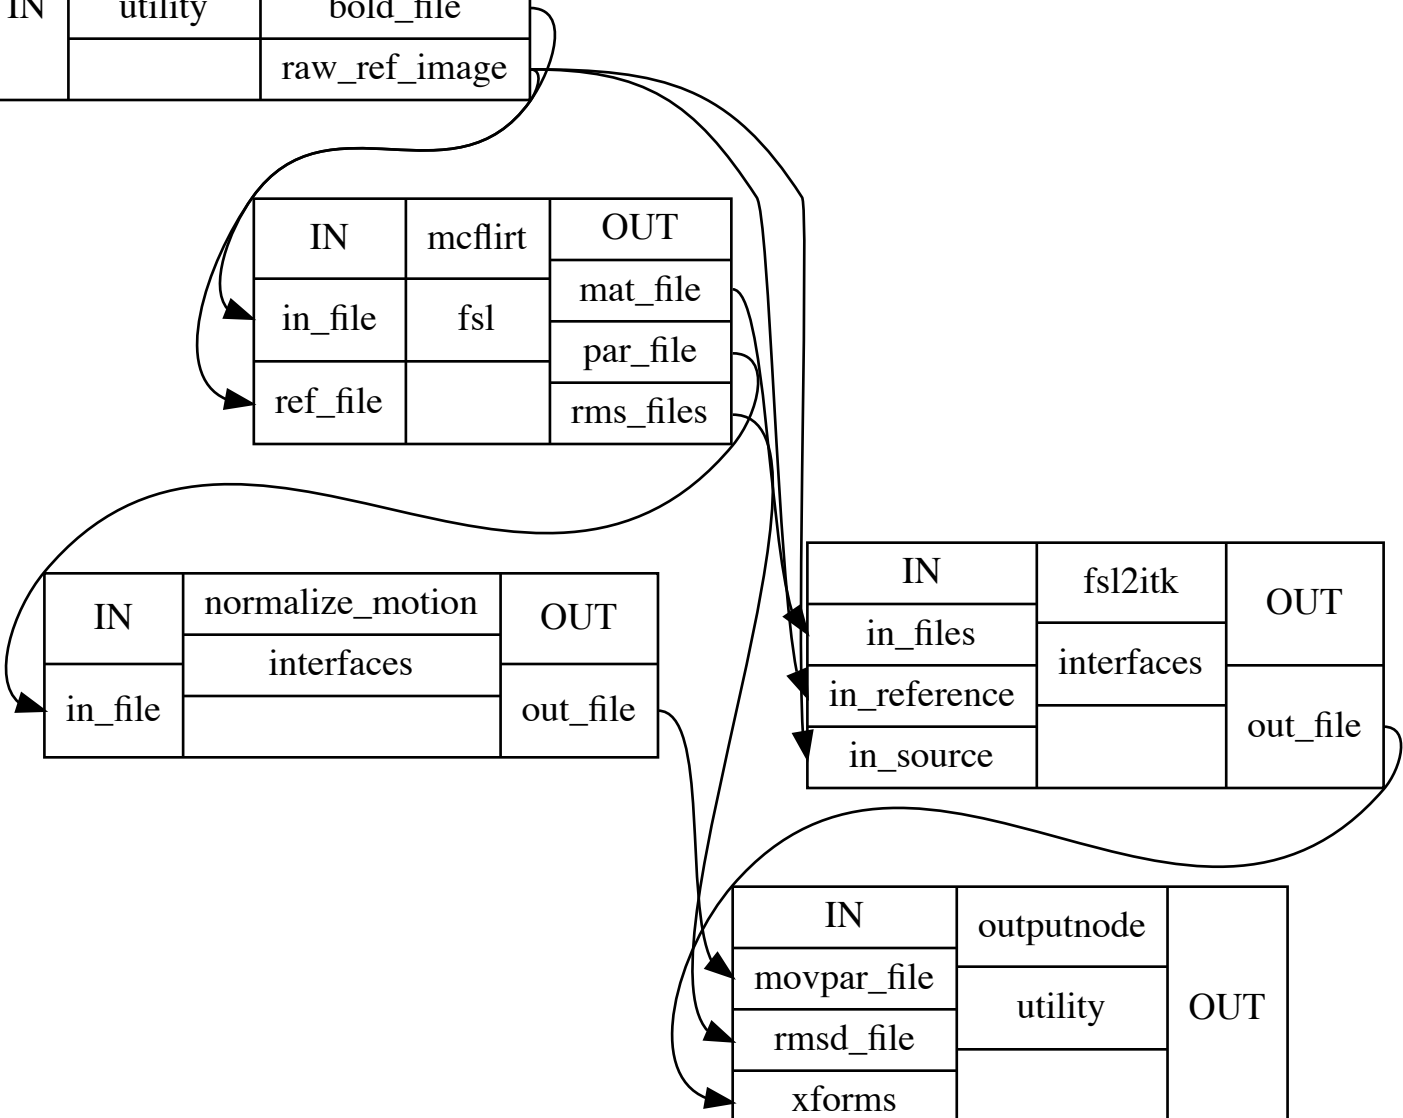 IN
utility
bold_file
raw_ref_image
IN
mcflirt
OUT
in_file
fsl
mat_file
par_file
ref_file
rms_files
IN
normalize_motion
OUT
interfaces
in_file
out_file
IN
fsl2itk
OUT
in_files
interfaces
in_reference
out_file
in_source
IN
outputnode
OUT
movpar_file
utility
rmsd_file
xforms